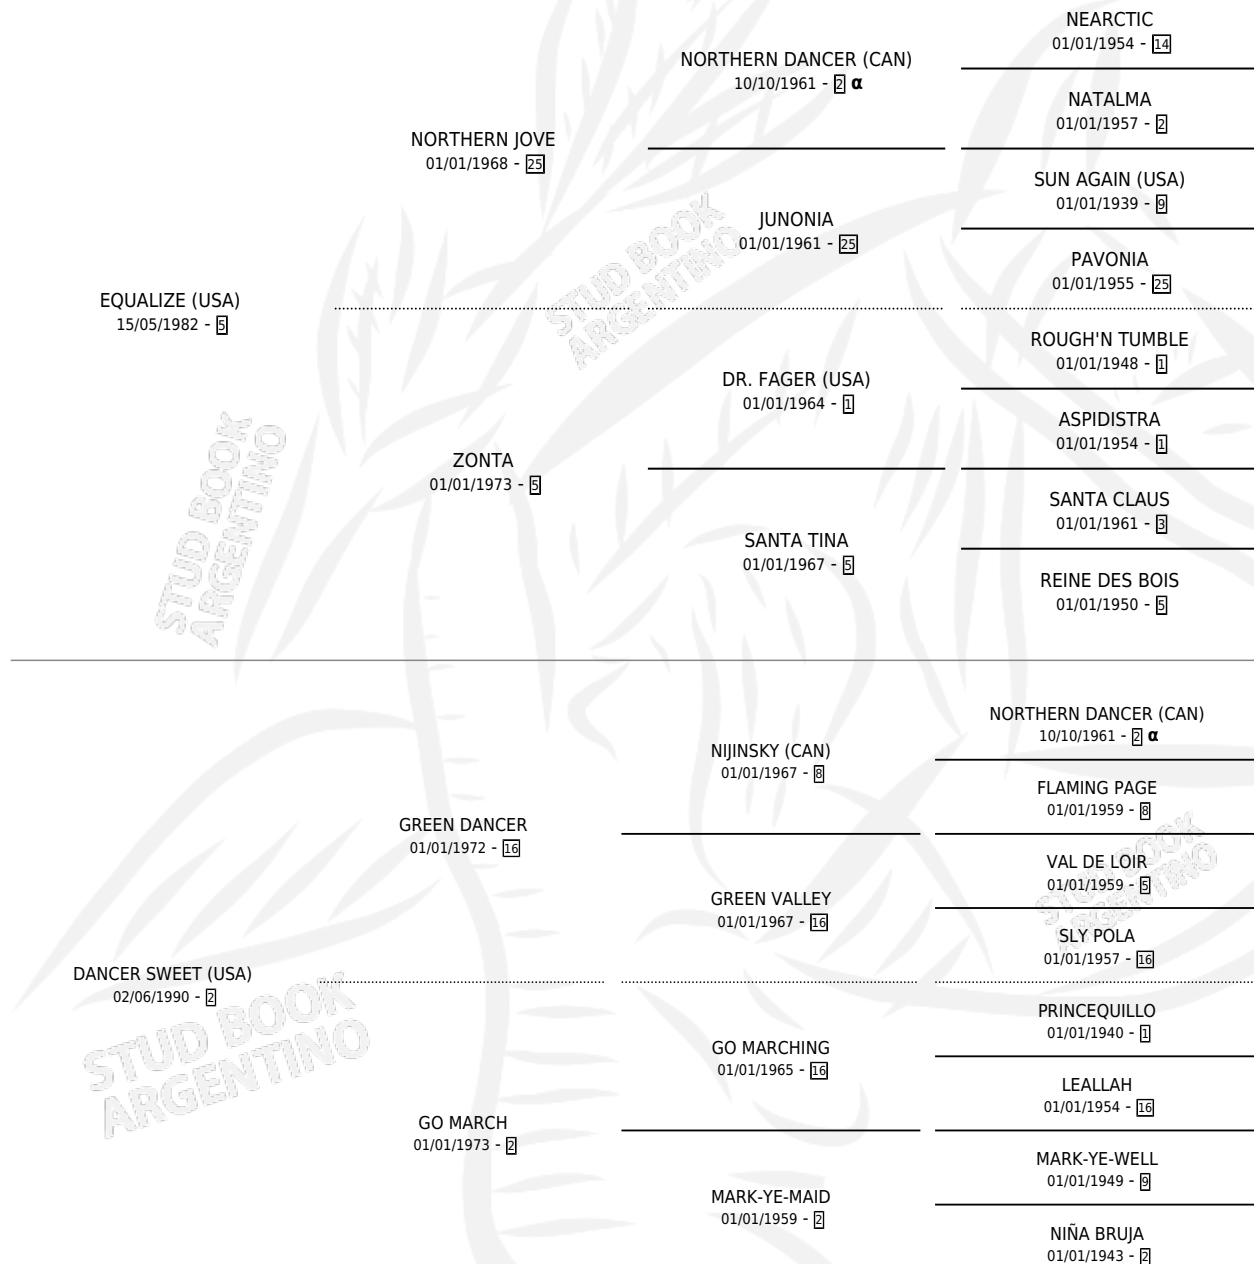 NEARCTIC
01/01/1954 - 14
NORTHERN DANCER (CAN)
10/10/1961 - 2 α
NATALMA
01/01/1957 - 2
NORTHERN JOVE
01/01/1968 - 25
SUN AGAIN (USA)
01/01/1939 - 9
JUNONIA
01/01/1961 - 25
PAVONIA
01/01/1955 - 25
EQUALIZE (USA)
15/05/1982 - 5
STUD BOOK
ARGENTINO
ROUGH'N TUMBLE
01/01/1948 - 1
DR. FAGER (USA)
01/01/1964 - 1
ASPIDISTRA
01/01/1954 - 1
ZONTA
01/01/1973 - 5
SANTA CLAUS
01/01/1961 - 3
SANTA TINA
01/01/1967 - 5
REINE DES BOIS
01/01/1950 - 5
STUD BOOK
ARGENTINO
NORTHERN DANCER (CAN)
10/10/1961 - 2 α
NIJINSKY (CAN)
01/01/1967 - 8
FLAMING PAGE
01/01/1959 - 8
GREEN DANCER
01/01/1972 - 16
VAL DE LOIR
01/01/1959 - 5
STUD BOOK
ARGENTINO
GREEN VALLEY
01/01/1967 - 16
SLY POLA
01/01/1957 - 16
DANCER SWEET (USA)
02/06/1990 - 2
STUD BOOK
ARGENTINO
PRINCEQUILLO
01/01/1940 - 1
GO MARCHING
01/01/1965 - 16
LEALLAH
01/01/1954 - 16
GO MARCH
01/01/1973 - 2
MARK-YE-WELL
01/01/1949 - 9
MARK-YE-MAID
01/01/1959 - 2
NIÑA BRUJA
01/01/1943 - 2